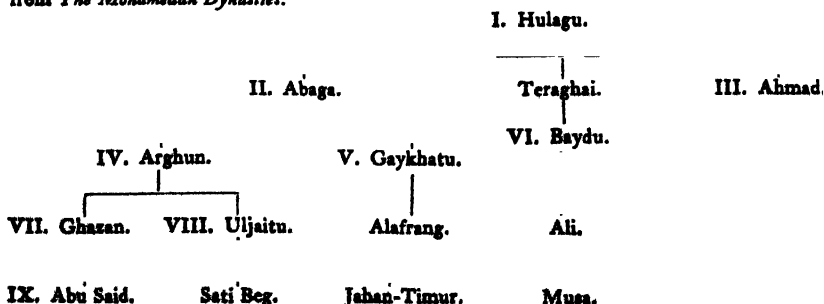 from The Mohamedan Dynasties.
I. Hulagu.
II. Abaga. Teraghai. III. Ahmad.
VI. Baydu.
IV. Arghun. V. Gaykhatu.
VII. Ghazan. VIII. Uljaitu. Alafrang. Ali.
IX. Abu Said. Sati Beg. Jahan-Timur. Musa.